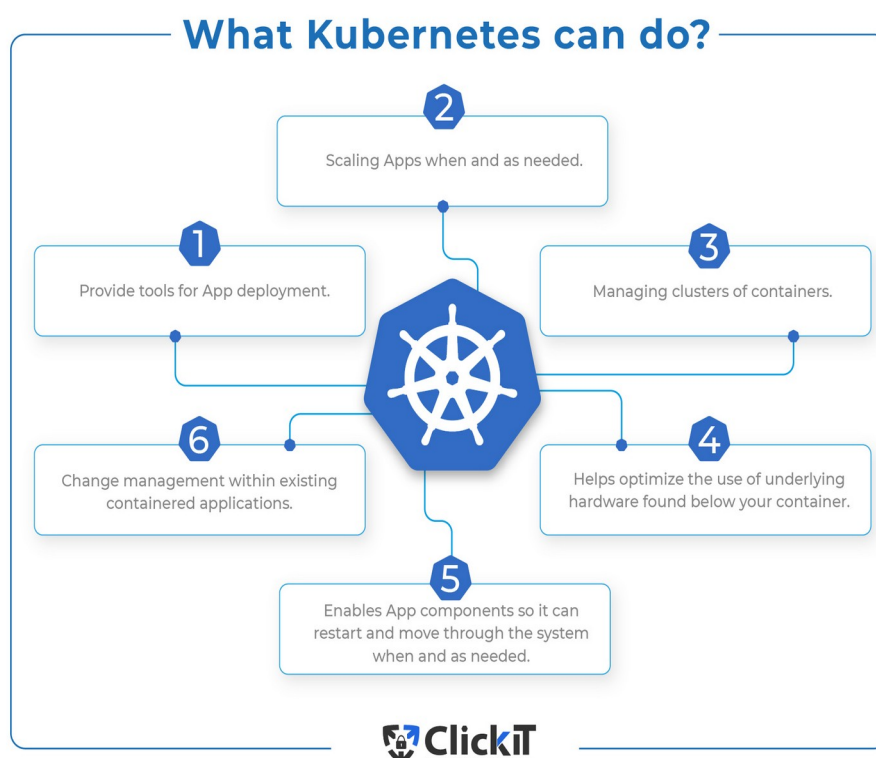 What Kubernetes can do?
1
Provide tools for App deployment.
2
Scaling Apps when and as needed.
3
Managing clusters of containers.
4
Helps optimize the use of underlying
hardware found below your container.
5
Enables App components so it can
restart and move through the system
when and as needed.
6
Change management within existing
containered applications.
ClickIT